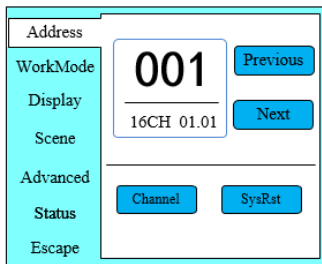 Address
WorkMode
Display
Scene
Advanced
Status
Escape
001
16CH 01.01
Previous
Next
Channel
SysRst